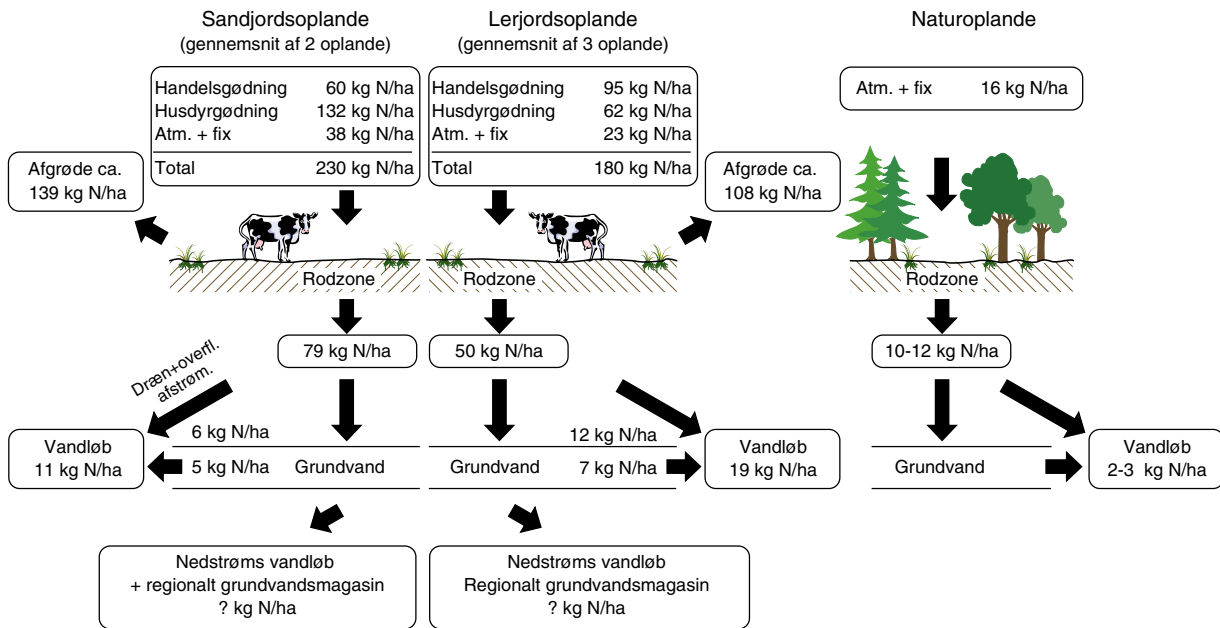 Sandjordsoplande
(gennemsnit af 2 oplande)
Handelsgødning 60 kg N/ha
Husdyrgødning 132 kg N/ha
Atm. + fix 38 kg N/ha
Total 230 kg N/ha
Afgrøde ca.
139 kg N/ha
Rodzone
79 kg N/ha
Dræn+overfl.
afstrøm.
6 kg N/ha
Vandløb
11 kg N/ha
5 kg N/ha
Grundvand
Nedstrøms vandløb
+ regionalt grundvandsmagasin
? kg N/ha
Lerjordsoplande
(gennemsnit af 3 oplande)
Handelsgødning 95 kg N/ha
Husdyrgødning 62 kg N/ha
Atm. + fix 23 kg N/ha
Total 180 kg N/ha
Afgrøde ca.
108 kg N/ha
Rodzone
50 kg N/ha
12 kg N/ha
Grundvand
7 kg N/ha
Vandløb
19 kg N/ha
Nedstrøms vandløb
Regionalt grundvandsmagasin
? kg N/ha
Naturoplande
Atm. + fix 16 kg N/ha
Rodzone
10-12 kg N/ha
Grundvand
Vandløb
2-3 kg N/ha